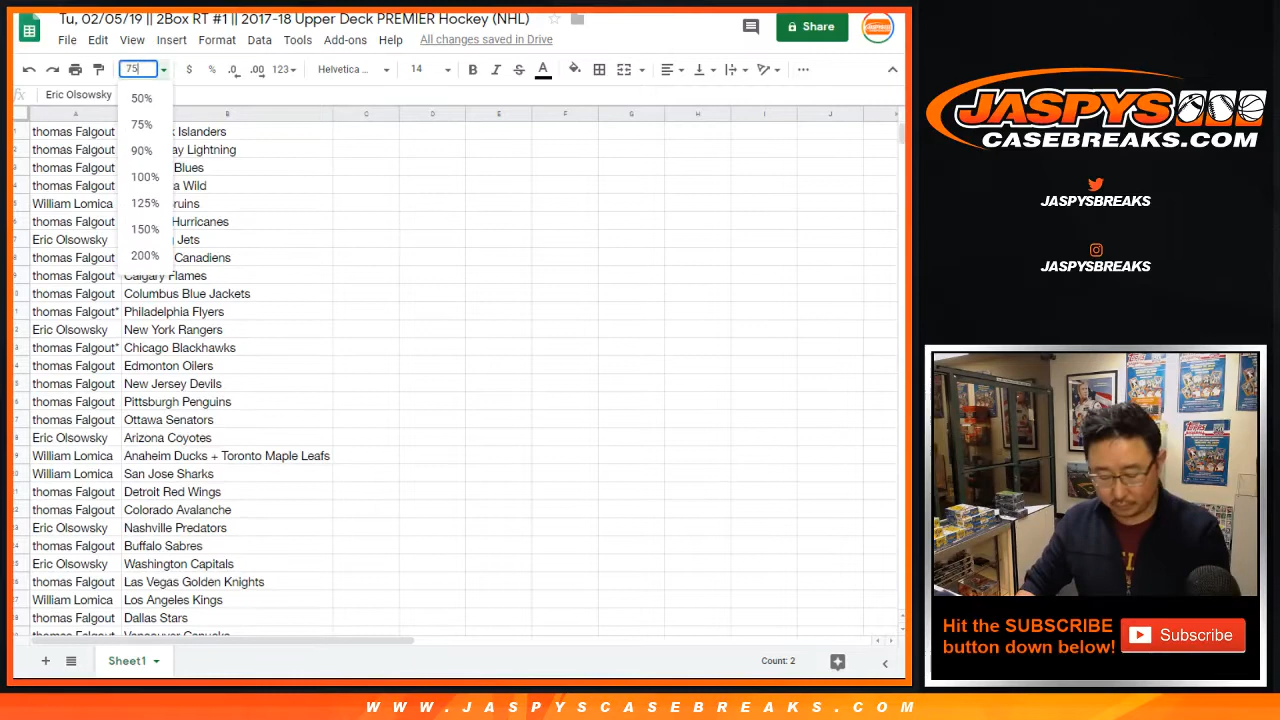 Tu, 02/05/19 || 2Box RT #1 || 2017-18 Upper Deck PREMIER Hockey (NHL)
Share
File Edit View Insert Format Data Tools Add-ons Help All changes saved in Drive
75 $ % .0 .00 123 Helvetica ... 14 B I S A
fx Eric Olsowsky
50%
75%
90%
100%
125%
150%
200%
A B C D E F G H I J
thomas Falgout Islanders
thomas Falgout ay Lightning
thomas Falgout Blues
thomas Falgout a Wild
William Lomica ruins
thomas Falgout Hurricanes
Eric Olsowsky Jets
thomas Falgout Canadiens
thomas Falgout Calgary Flames
thomas Falgout Columbus Blue Jackets
thomas Falgout* Philadelphia Flyers
Eric Olsowsky New York Rangers
thomas Falgout* Chicago Blackhawks
thomas Falgout Edmonton Oilers
thomas Falgout New Jersey Devils
thomas Falgout Pittsburgh Penguins
thomas Falgout Ottawa Senators
Eric Olsowsky Arizona Coyotes
William Lomica Anaheim Ducks + Toronto Maple Leafs
William Lomica San Jose Sharks
thomas Falgout Detroit Red Wings
thomas Falgout Colorado Avalanche
Eric Olsowsky Nashville Predators
thomas Falgout Buffalo Sabres
Eric Olsowsky Washington Capitals
thomas Falgout Las Vegas Golden Knights
William Lomica Los Angeles Kings
thomas Falgout Dallas Stars
thomas Falgout Vancouver Canucks
Sheet1
Count: 2
JASPYS
CASEBREAKS.COM
JASPYSBREAKS
JASPYSBREAKS
Topps
Hit the SUBSCRIBE
button down below!
Subscribe
WWW.JASPYSCASEBREAKS.COM